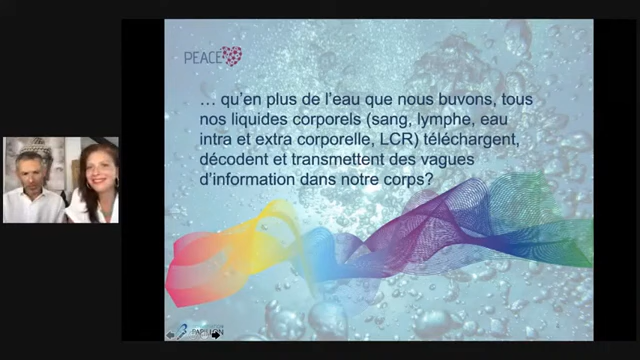 PEACE
… qu’en plus de l’eau que nous buvons, tous
nos liquides corporels (sang, lymphe, eau
intra et extra corporelle, LCR) téléchargent,
décodent et transmettent des vagues
d’information dans notre corps?
PAPILLON